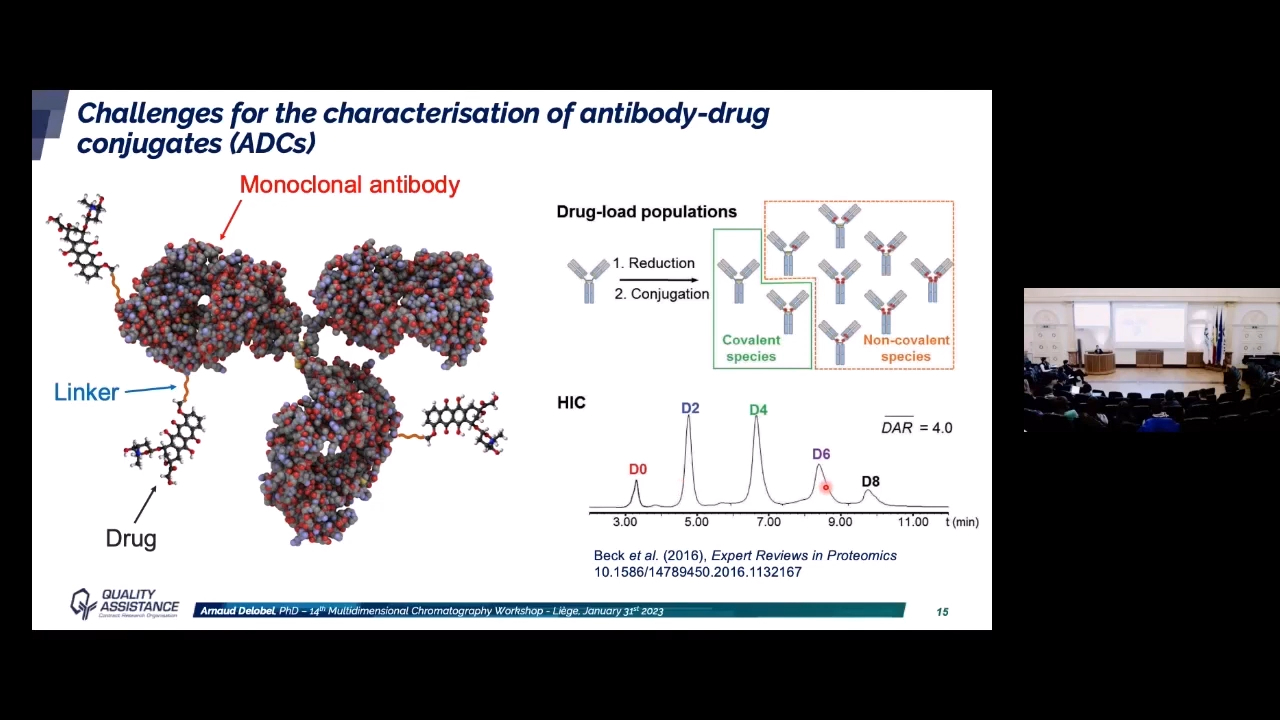 Challenges for the characterisation of antibody-drug
conjugates (ADCs)
Monoclonal antibody
Linker
Drug
Drug-load populations
1. Reduction
2. Conjugation
Covalent
species
Non-covalent
species
HIC
D0
D2
D4
D6
D8
DAR = 4.0
3.00 5.00 7.00 9.00 11.00 t (min)
Beck et al. (2016), Expert Reviews in Proteomics
10.1586/14789450.2016.1132167
QUALITY
ASSISTANCE
Contract Research Organisation
Arnaud Delobel, PhD – 14th Multidimensional Chromatography Workshop - Liège, January 31st 2023
15